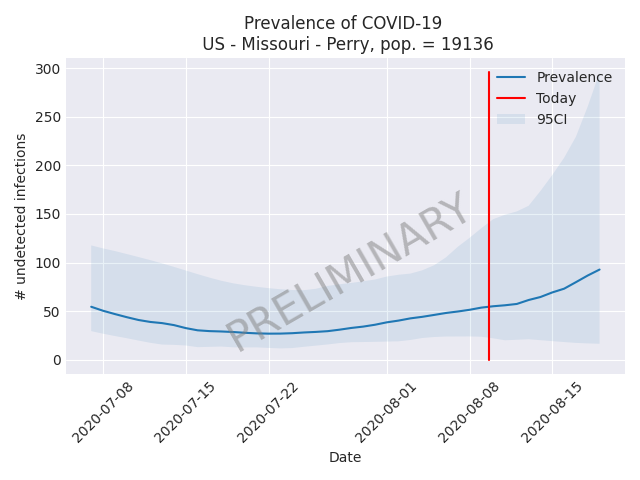 Prevalence of COVID-19
US - Missouri - Perry, pop. = 19136
300
250
200
150
100
50
0
# undetected infections
Prevalence
Today
95CI
PRELIMINARY
2020-07-08
2020-07-15
2020-07-22
2020-08-01
2020-08-08
2020-08-15
Date